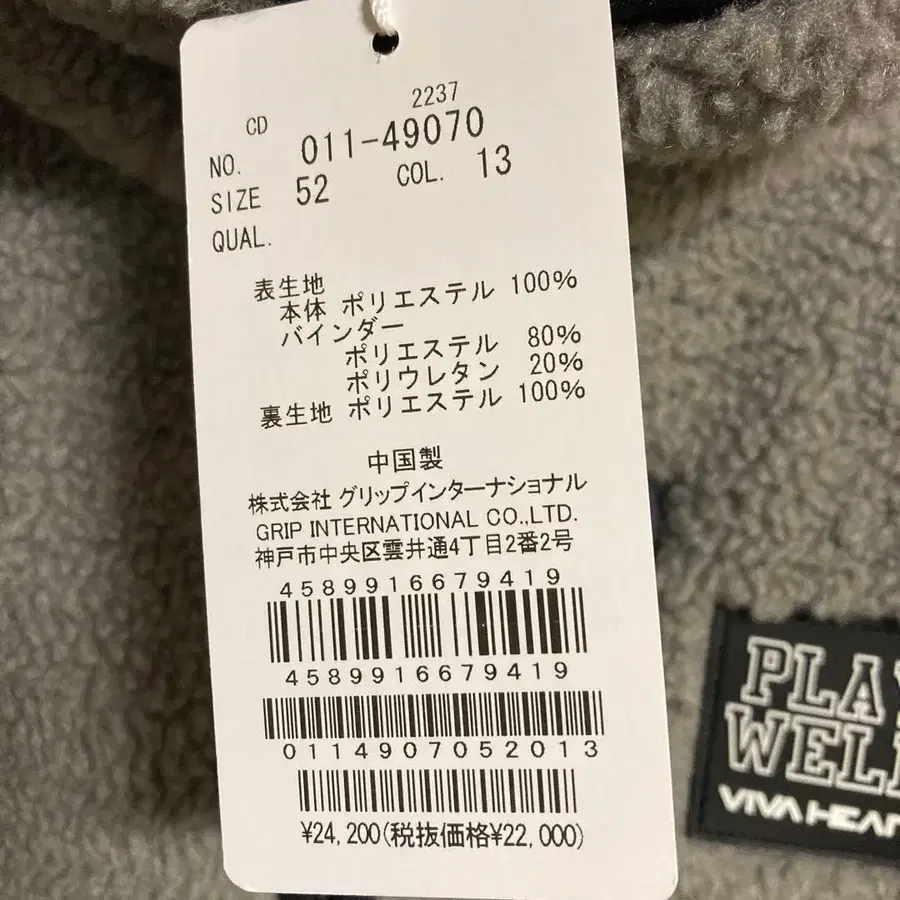 2237
CD
NO. 011-49070
SIZE 52 COL. 13
QUAL.
表生地
本体 ポリエステル 100%
バインダー
ポリエステル 80%
ポリウレタン 20%
裏生地 ポリエステル 100%
中国製
株式会社 グリップインターナショナル
GRIP INTERNATIONAL CO.,LTD.
神戸市中央区雲井通4丁目2番2号
4589916679419
4589916679419
0114907052013
¥24,200(税抜価格¥22,000)
PLAY
WELL
VIVA HEART